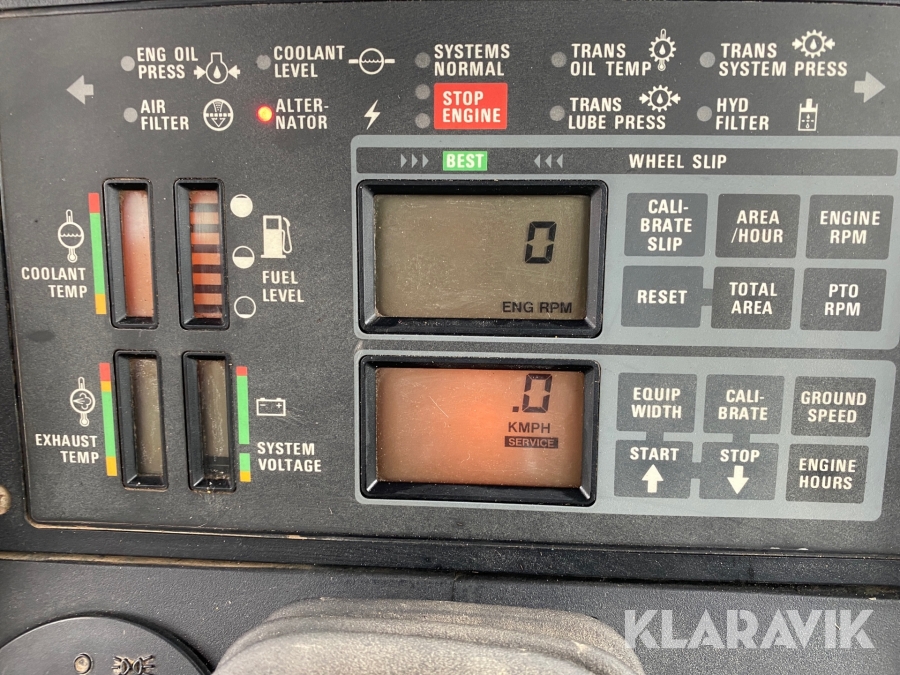 ENG OIL
PRESS
COOLANT
LEVEL
SYSTEMS
NORMAL
TRANS
OIL TEMP
TRANS
SYSTEM PRESS
AIR
FILTER
ALTER-
NATOR
STOP
ENGINE
TRANS
LUBE PRESS
HYD
FILTER
BEST
WHEEL SLIP
COOLANT
TEMP
FUEL
LEVEL
0
ENG RPM
CALI-
BRATE
SLIP
AREA
/HOUR
ENGINE
RPM
RESET
TOTAL
AREA
PTO
RPM
EXHAUST
TEMP
SYSTEM
VOLTAGE
.0
KMPH
SERVICE
EQUIP
WIDTH
CALI-
BRATE
GROUND
SPEED
START
STOP
ENGINE
HOURS
KLARAVIK